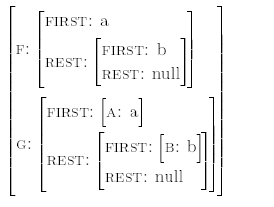 F: FIRST: a
REST: FIRST: b
REST: null
G: FIRST: [A: a]
REST: FIRST: [B: b]
REST: null